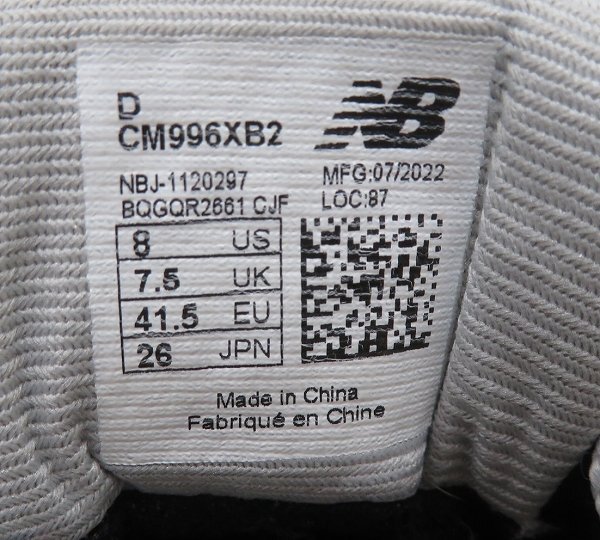 D
CM996XB2
NB
NBJ-1120297
BQGQR2661 CJF
MFG:07/2022
LOC:87
8 US
7.5 UK
41.5 EU
26 JPN
Made in China
Fabriqué en Chine